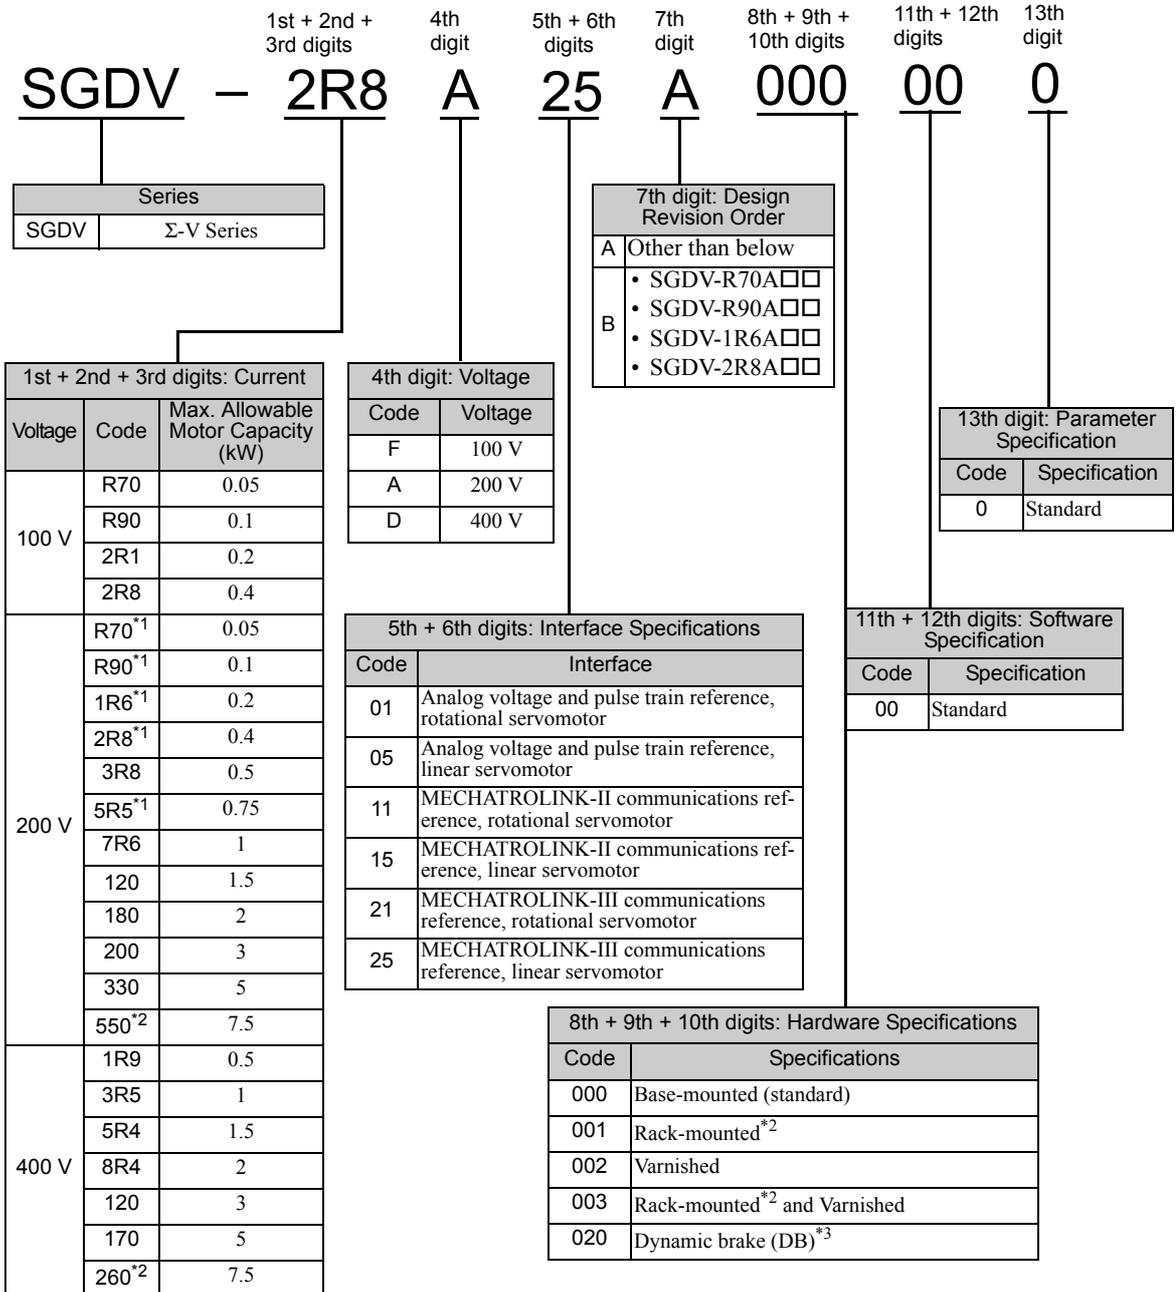 1st + 2nd +
3rd digits
4th
digit
5th + 6th
digits
7th
digit
8th + 9th +
10th digits
11th + 12th
digits
13th
digit
SGDV – 2R8 A 25 A 000 00 0
Series
SGDV Σ-V Series
7th digit: Design
Revision Order
A Other than below
B
• SGDV-R70A□□
• SGDV-R90A□□
• SGDV-1R6A□□
• SGDV-2R8A□□
1st + 2nd + 3rd digits: Current
Voltage Code Max. Allowable
Motor Capacity
(kW)
100 V
R70 0.05
R90 0.1
2R1 0.2
2R8 0.4
200 V
R70*1 0.05
R90*1 0.1
1R6*1 0.2
2R8*1 0.4
3R8 0.5
5R5*1 0.75
7R6 1
120 1.5
180 2
200 3
330 5
550*2 7.5
400 V
1R9 0.5
3R5 1
5R4 1.5
8R4 2
120 3
170 5
260*2 7.5
4th digit: Voltage
Code Voltage
F 100 V
A 200 V
D 400 V
13th digit: Parameter
Specification
Code Specification
0 Standard
5th + 6th digits: Interface Specifications
Code Interface
01 Analog voltage and pulse train reference,
rotational servomotor
05 Analog voltage and pulse train reference,
linear servomotor
11 MECHATROLINK-II communications ref-
erence, rotational servomotor
15 MECHATROLINK-II communications ref-
erence, linear servomotor
21 MECHATROLINK-III communications
reference, rotational servomotor
25 MECHATROLINK-III communications
reference, linear servomotor
11th + 12th digits: Software
Specification
Code Specification
00 Standard
8th + 9th + 10th digits: Hardware Specifications
Code Specifications
000 Base-mounted (standard)
001 Rack-mounted*2
002 Varnished
003 Rack-mounted*2 and Varnished
020 Dynamic brake (DB)*3